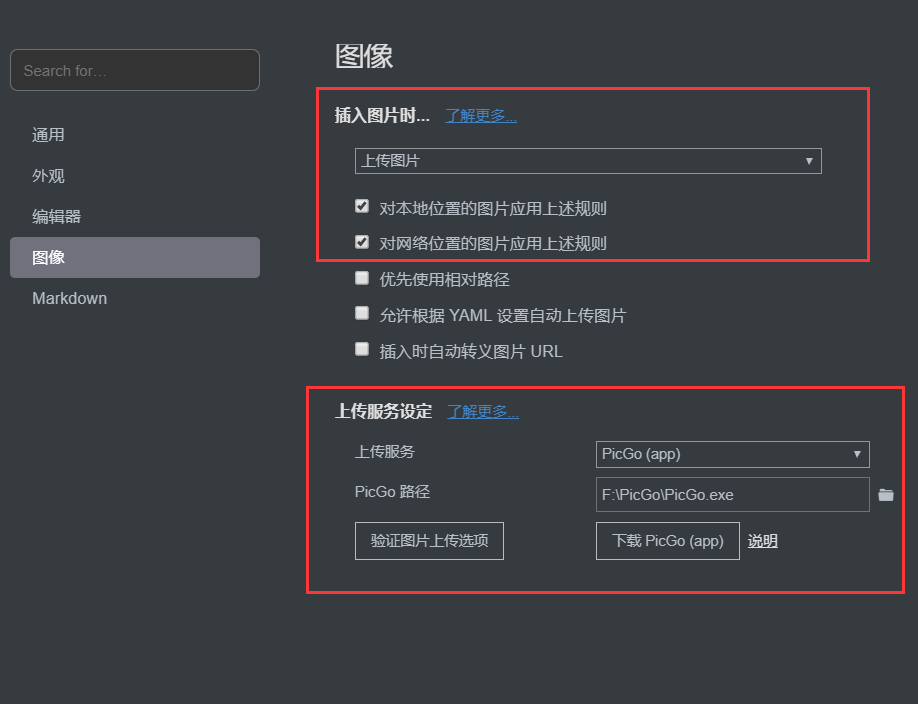 图像
Search for...
插入图片时... 了解更多...
通用
上传图片
外观
对本地位置的图片应用上述规则
编辑器
对网络位置的图片应用上述规则
图像
优先使用相对路径
Markdown
允许根据 YAML 设置自动上传图片
插入时自动转义图片 URL
上传服务设定 了解更多...
上传服务 PicGo (app)
PicGo 路径 F:\PicGo\PicGo.exe
验证图片上传选项 下载 PicGo (app) 说明